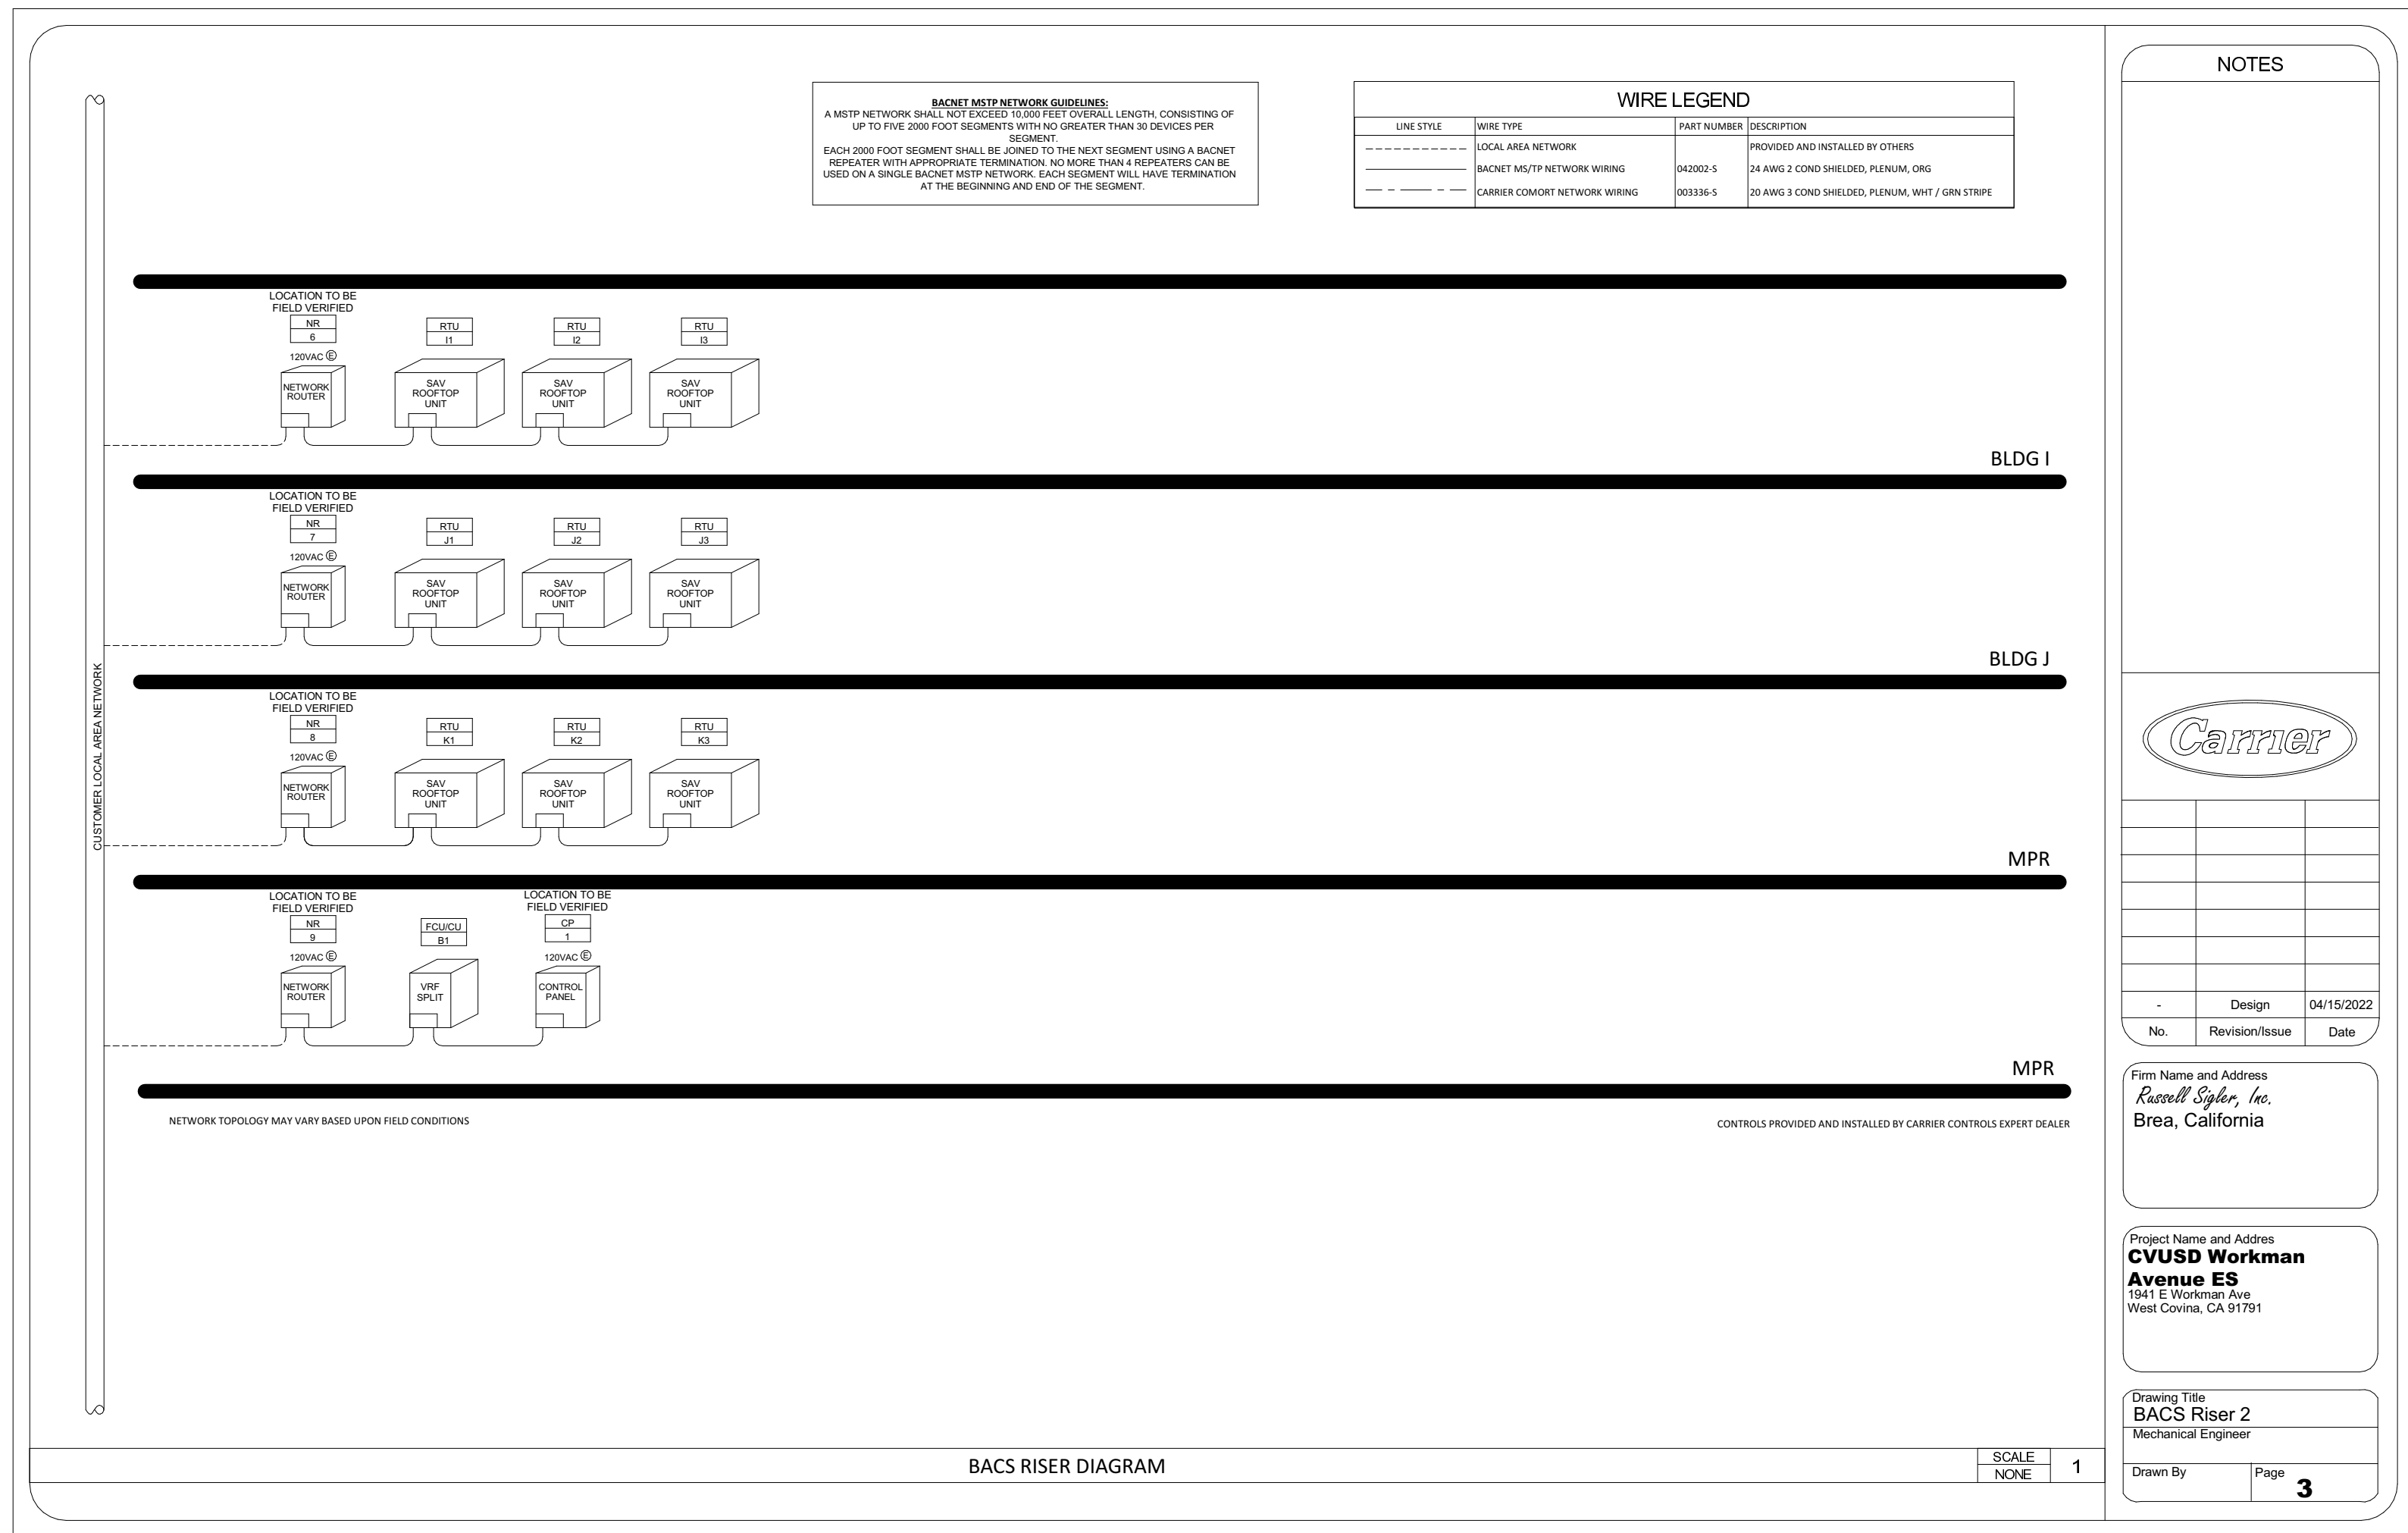 BACNET MSTP NETWORK GUIDELINES:
A MSTP NETWORK SHALL NOT EXCEED 10,000 FEET OVERALL LENGTH, CONSISTING OF
UP TO FIVE 2000 FOOT SEGMENTS WITH NO GREATER THAN 30 DEVICES PER
SEGMENT.
EACH 2000 FOOT SEGMENT SHALL BE JOINED TO THE NEXT SEGMENT USING A BACNET
REPEATER WITH APPROPRIATE TERMINATION. NO MORE THAN 4 REPEATERS CAN BE
USED ON A SINGLE BACNET MSTP NETWORK. EACH SEGMENT WILL HAVE TERMINATION
AT THE BEGINNING AND END OF THE SEGMENT.
WIRE LEGEND
LINE STYLE WIRE TYPE PART NUMBER DESCRIPTION
LOCAL AREA NETWORK PROVIDED AND INSTALLED BY OTHERS
BACNET MS/TP NETWORK WIRING 042002-S 24 AWG 2 COND SHIELDED, PLENUM, ORG
CARRIER COMORT NETWORK WIRING 003336-S 20 AWG 3 COND SHIELDED, PLENUM, WHT / GRN STRIPE
CUSTOMER LOCAL AREA NETWORK
LOCATION TO BE
FIELD VERIFIED
NR RTU RTU RTU
6 I1 I2 I3
120VAC E
NETWORK
ROUTER
SAV
ROOFTOP
UNIT
SAV
ROOFTOP
UNIT
SAV
ROOFTOP
UNIT
BLDG I
LOCATION TO BE
FIELD VERIFIED
NR RTU RTU RTU
7 J1 J2 J3
120VAC E
NETWORK
ROUTER
SAV
ROOFTOP
UNIT
SAV
ROOFTOP
UNIT
SAV
ROOFTOP
UNIT
BLDG J
LOCATION TO BE
FIELD VERIFIED
NR RTU RTU RTU
8 K1 K2 K3
120VAC E
NETWORK
ROUTER
SAV
ROOFTOP
UNIT
SAV
ROOFTOP
UNIT
SAV
ROOFTOP
UNIT
MPR
LOCATION TO BE
FIELD VERIFIED
NR
9
120VAC E
NETWORK
ROUTER
FCU/CU
B1
VRF
SPLIT
LOCATION TO BE
FIELD VERIFIED
CP
1
120VAC E
CONTROL
PANEL
MPR
NETWORK TOPOLOGY MAY VARY BASED UPON FIELD CONDITIONS
CONTROLS PROVIDED AND INSTALLED BY CARRIER CONTROLS EXPERT DEALER
BACS RISER DIAGRAM
SCALE
NONE
1
NOTES
Carrier
- Design 04/15/2022
No. Revision/Issue Date
Firm Name and Address
Russell Sigler, Inc.
Brea, California
Project Name and Addres
CVUSD Workman
Avenue ES
1941 E Workman Ave
West Covina, CA 91791
Drawing Title
BACS Riser 2
Mechanical Engineer
Drawn By
Page
3